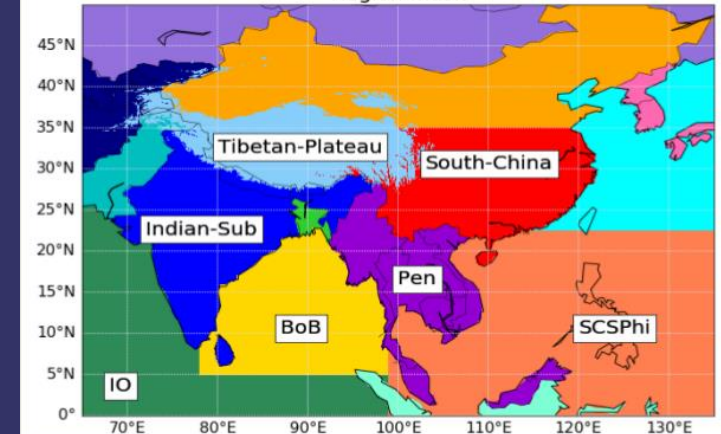 45°N
40°N
35°N
Tibetan-Plateau
South-China
30°N
25°N
Indian-Sub
20°N
Pen
15°N
BoB
SCSPhi
10°N
5°N
IO
0°
70°E 80°E 90°E 100°E 110°E 120°E 130°E